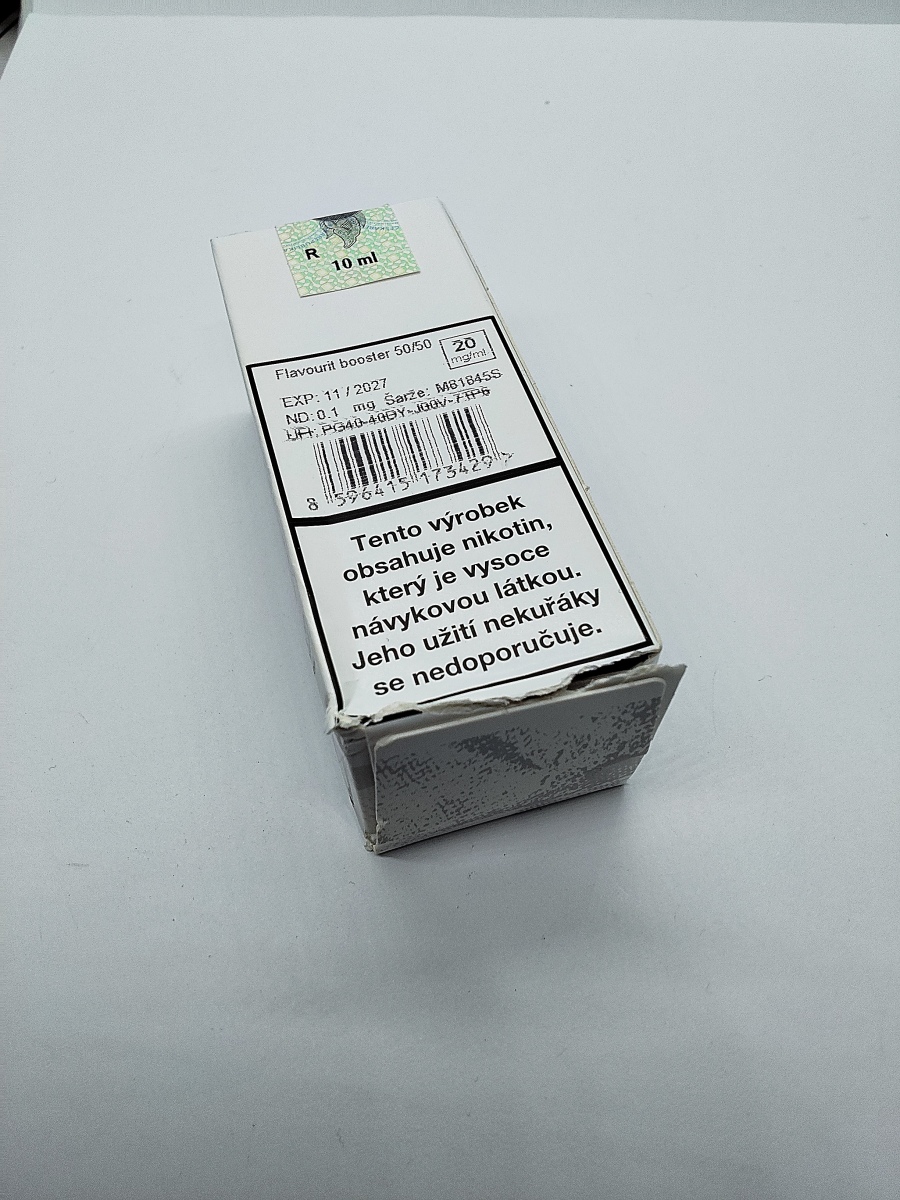 R
10 ml
Flavourit booster 50/50
20
mg/ml
EXP: 11 / 2027
ND: 0.1 mg Šarže: M81845S
UFI: PG40-40DY-J00V-7TP6
8 596415 173429 >
Tento výrobek
obsahuje nikotin,
který je vysoce
návykovou látkou.
Jeho užití nekuřáky
se nedoporučuje.